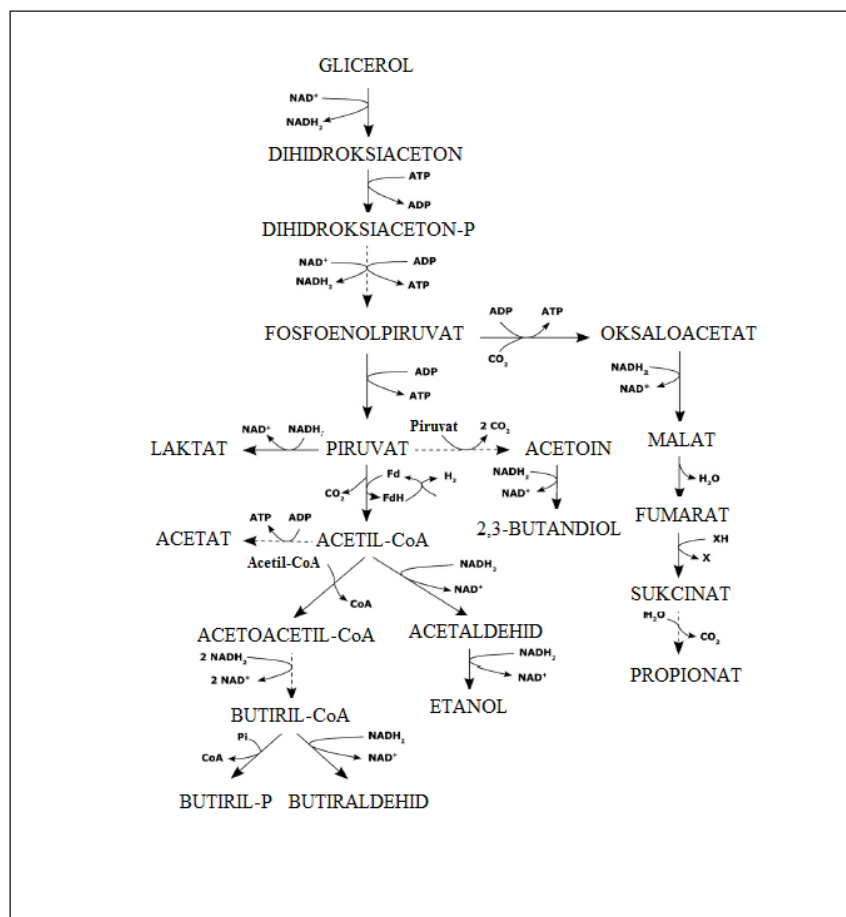 GLICEROL
NAD⁺
NADH₂
DIHIDROKSIACETON
ATP
ADP
DIHIDROKSIACETON-P
NAD⁺ ADP
NADH₂ ATP
FOSFOENOLPIRUVAT ADP ATP OKSALOACETAT
CO₂
ADP
ATP
NADH₂
NAD⁺
LAKTAT NAD⁺ NADH₂ PIRUVAT Piruvat 2 CO₂ ACETOIN MALAT
CO₂ Fd H₂
FdH
NADH₂
NAD⁺
H₂O
2,3-BUTANDIOL FUMARAT
ACETAT ATP ADP ACETIL-CoA
XH
X
Acetil-CoA
CoA
NADH₂
NAD⁺
SUKCINAT
ACETOACETIL-CoA ACETALDEHID
H₂O
CO₂
2 NADH₂
2 NAD⁺
NADH₂
NAD⁺
PROPIONAT
BUTIRIL-CoA ETANOL
Pi
CoA
NADH₂
NAD⁺
BUTIRIL-P BUTIRALDEHID